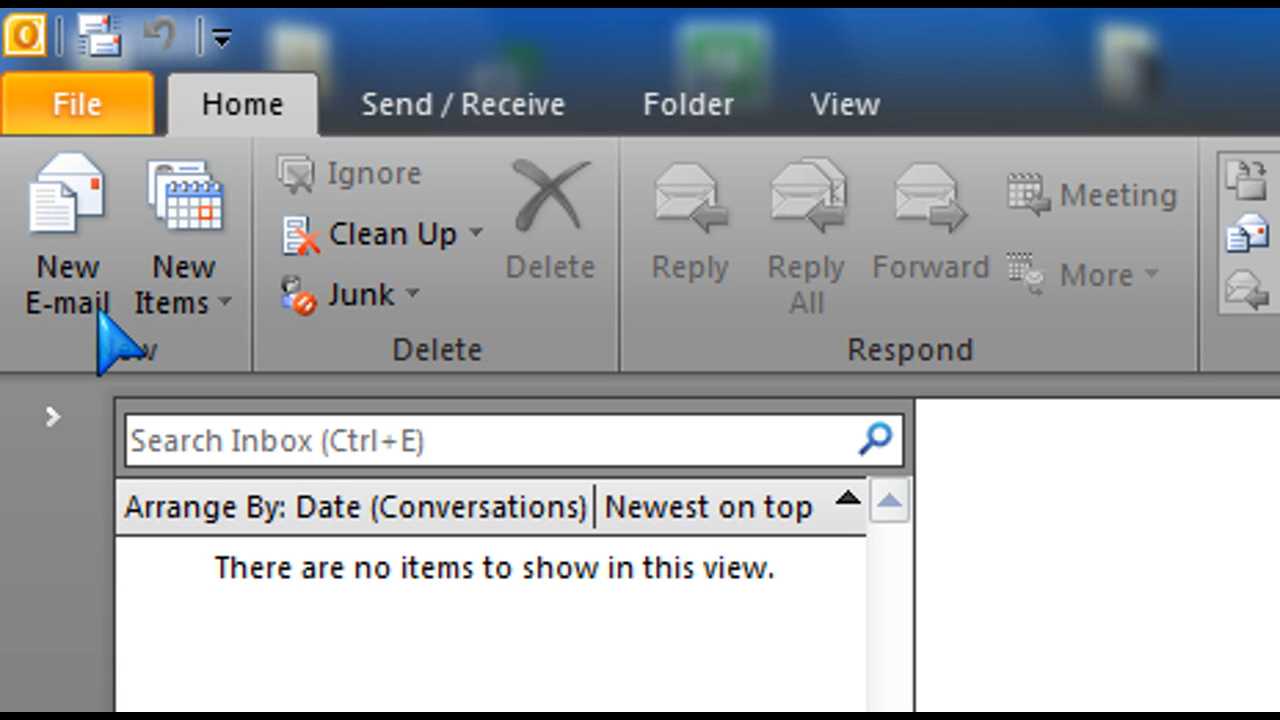 File Home Send / Receive Folder View
Ignore
Meeting
Clean Up
New New Delete Reply Reply Forward
E-mail Items All More
Junk
Delete Respond
Search Inbox (Ctrl+E)
Arrange By: Date (Conversations) Newest on top
There are no items to show in this view.